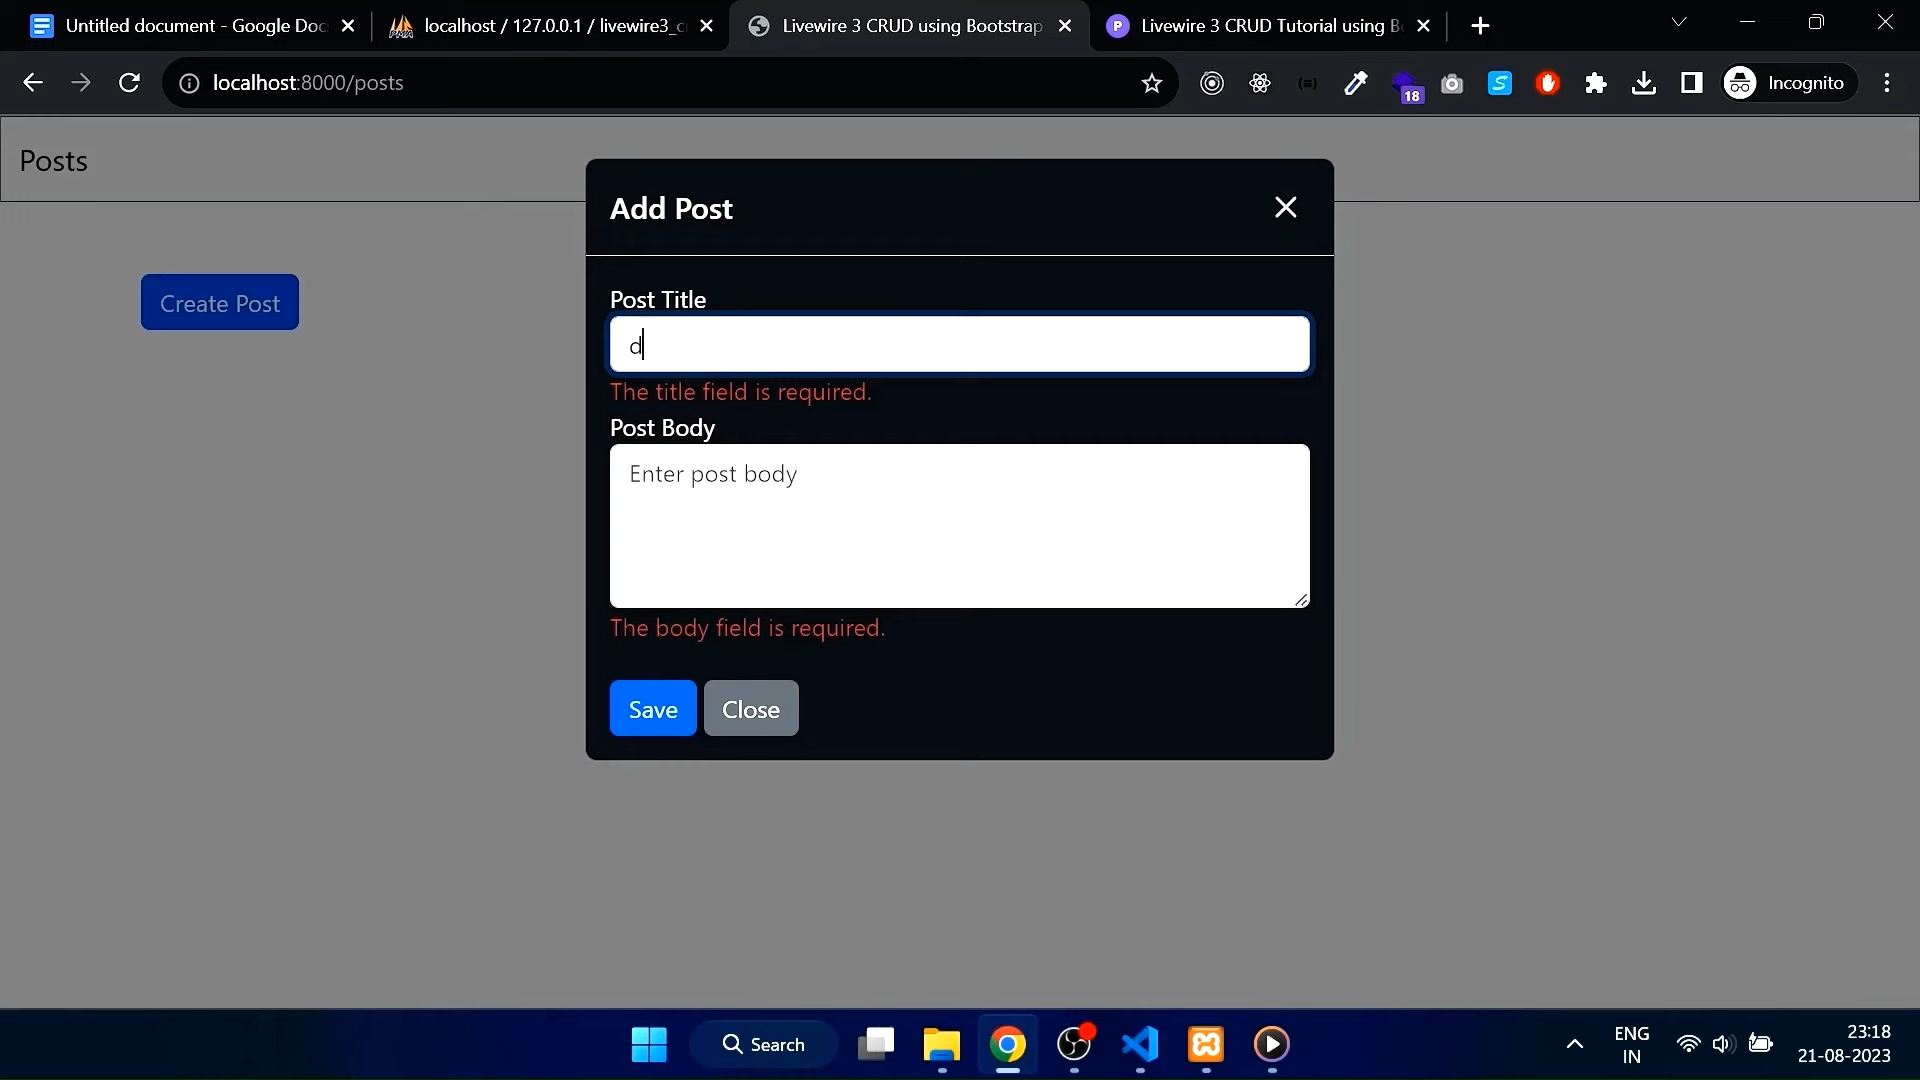 Untitled document - Google Doc
localhost / 127.0.0.1 / livewire3_c
Livewire 3 CRUD using Bootstrap
Livewire 3 CRUD Tutorial using B
localhost:8000/posts
18
Incognito
Posts
Create Post
Add Post
Post Title
d
The title field is required.
Post Body
Enter post body
The body field is required.
Save
Close
Search
ENG
IN
23:18
21-08-2023